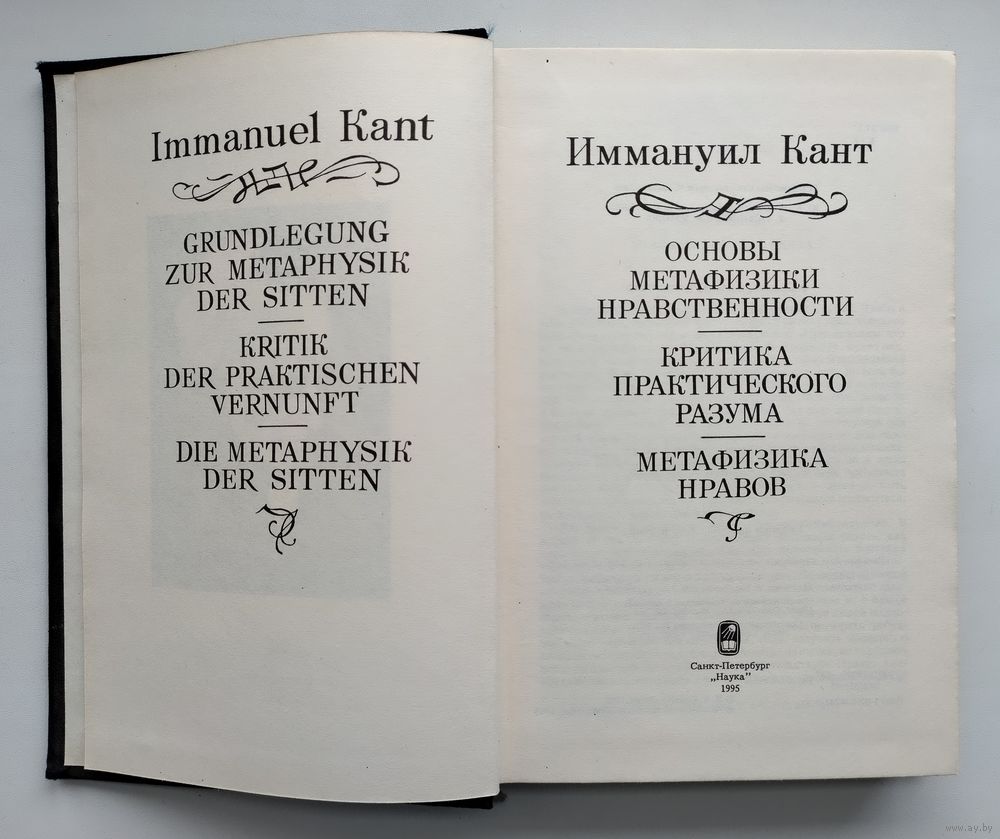 Immanuel Kant
GRUNDLEGUNG
ZUR METAPHYSIK
DER SITTEN
KRITIK
DER PRAKTISCHEN
VERNUNFT
DIE METAPHYSIK
DER SITTEN
Иммануил Кант
ОСНОВЫ
МЕТАФИЗИКИ
НРАВСТВЕННОСТИ
КРИТИКА
ПРАКТИЧЕСКОГО
РАЗУМА
МЕТАФИЗИКА
НРАВОВ
Санкт-Петербург
„Наука”
1995
www.ay.by